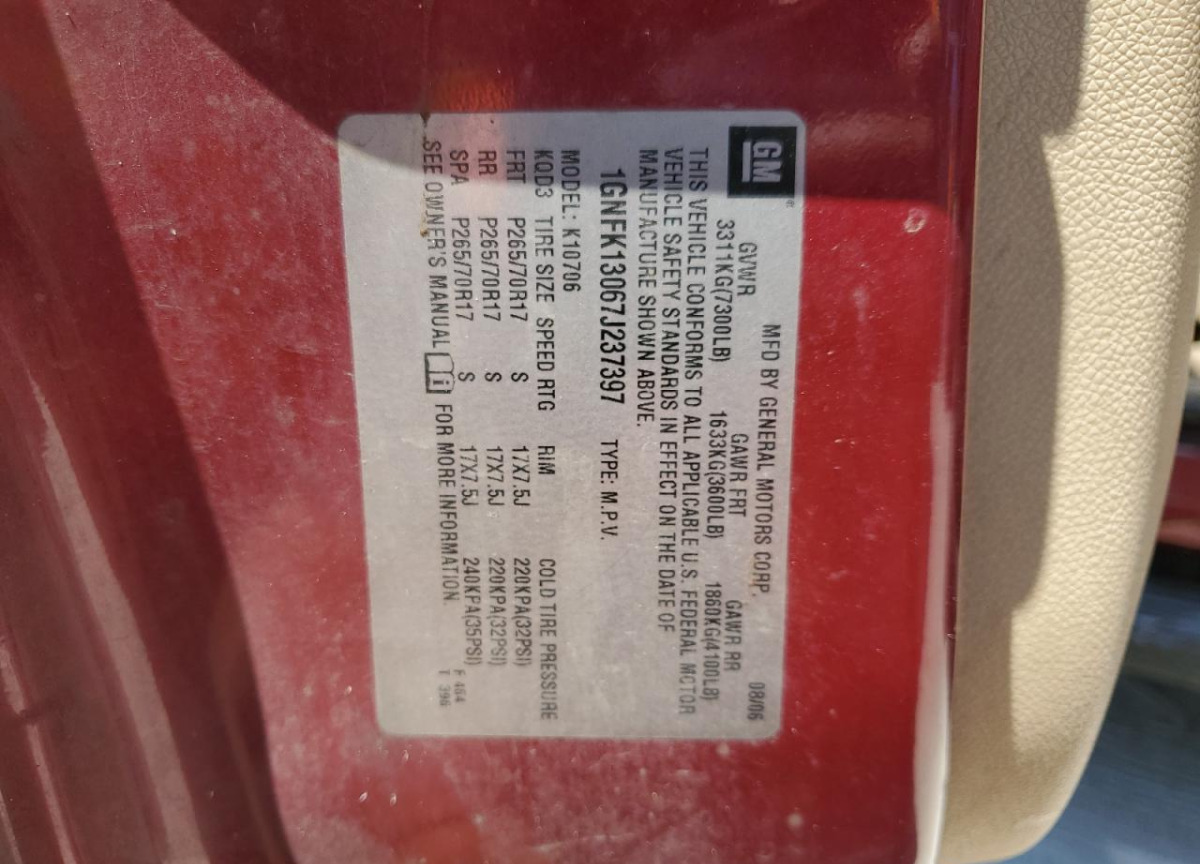 GM
MFD BY GENERAL MOTORS CORP. 08/06
GVWR GAWR FRT GAWR RR
3311KG(7300LB) 1633KG(3600LB) 1860KG(4100LB)
THIS VEHICLE CONFORMS TO ALL APPLICABLE U.S. FEDERAL MOTOR
VEHICLE SAFETY STANDARDS IN EFFECT ON THE DATE OF
MANUFACTURE SHOWN ABOVE.
1GNFK13067J237397 TYPE: M.P.V.
MODEL: K10706
KQD3 TIRE SIZE SPEED RTG RIM COLD TIRE PRESSURE
FRT P265/70R17 S 17X7.5J 220KPA(32PSI)
RR P265/70R17 S 17X7.5J 220KPA(32PSI)
SPA P265/70R17 S 17X7.5J 240KPA(35PSI)
SEE OWNER'S MANUAL FOR MORE INFORMATION.
F 464
T 396